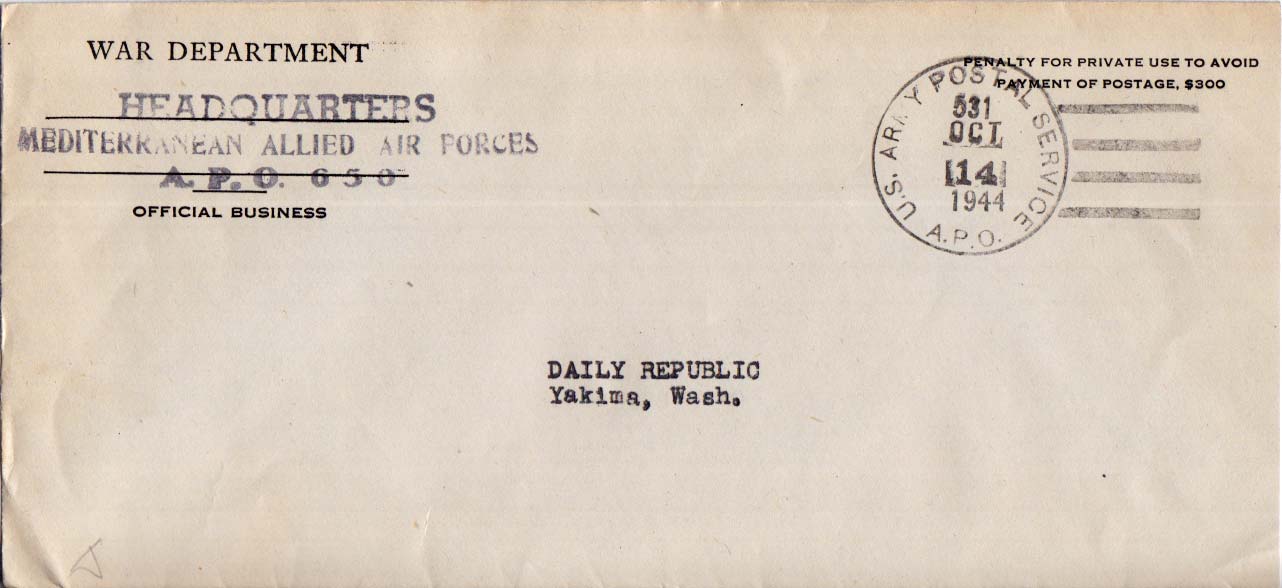 WAR DEPARTMENT
HEADQUARTERS
MEDITERRANEAN ALLIED AIR FORCES
A. P. O. 650
OFFICIAL BUSINESS
PENALTY FOR PRIVATE USE TO AVOID
PAYMENT OF POSTAGE, $300
U.S. ARMY POSTAL SERVICE
531
OCT
14
1944
A.P.O.
DAILY REPUBLIC
Yakima, Wash.